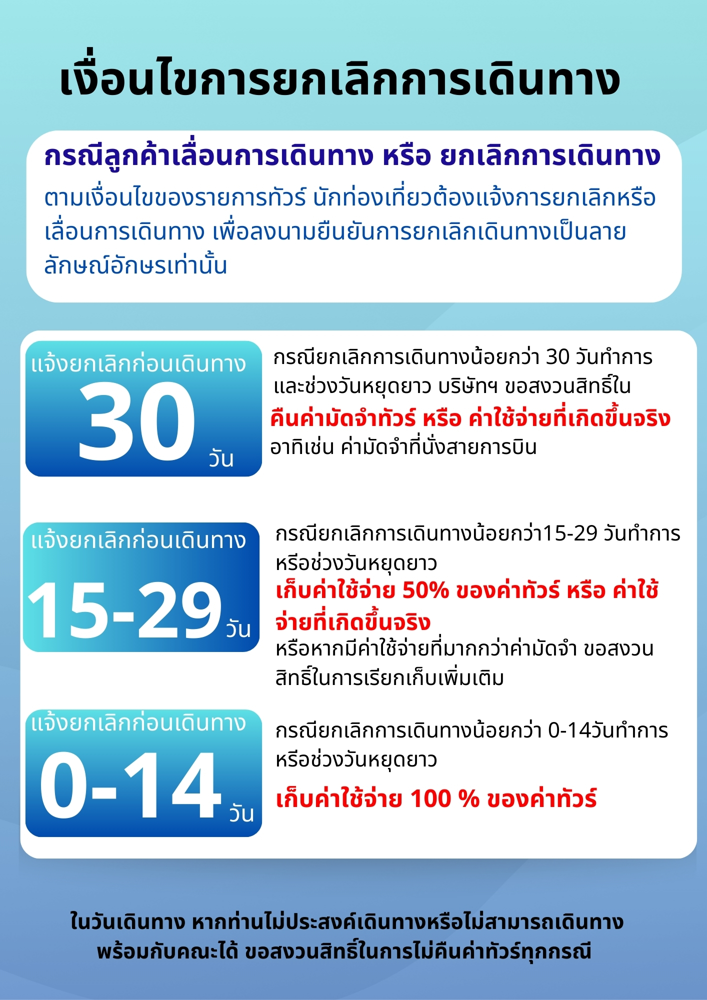 เงื่อนไขการยกเลิกการเดินทาง
กรณีลูกค้าเลื่อนการเดินทาง หรือ ยกเลิกการเดินทาง
ตามเงื่อนไขของรายการทัวร์ นักท่องเที่ยวต้องแจ้งการยกเลิกหรือ
เลื่อนการเดินทาง เพื่อลงนามยืนยันการยกเลิกเดินทางเป็นลาย
ลักษณ์อักษรเท่านั้น
แจ้งยกเลิกก่อนเดินทาง
30
วัน
กรณียกเลิกการเดินทางน้อยกว่า 30 วันทำการ
และช่วงวันหยุดยาว บริษัทฯ ขอสงวนสิทธิ์ใน
คืนค่ามัดจำทัวร์ หรือ ค่าใช้จ่ายที่เกิดขึ้นจริง
อาทิเช่น ค่ามัดจำที่นั่งสายการบิน
แจ้งยกเลิกก่อนเดินทาง
15-29
วัน
กรณียกเลิกการเดินทางน้อยกว่า15-29 วันทำการ
หรีอช่วงวันหยุดยาว
เก็บค่าใช้จ่าย 50% ของค่าทัวร์ หรือ ค่าใช้
จ่ายที่เกิดขึ้นจริง
หรือหากมีค่าใช้จ่ายที่มากกว่าค่ามัดจำ ขอสงวน
สิทธิ์ในการเรียกเก็บเพิ่มเติม
แจ้งยกเลิกก่อนเดินทาง
0-14
วัน
กรณียกเลิกการเดินทางน้อยกว่า 0-14วันทำการ
หรีอช่วงวันหยุดยาว
เก็บค่าใช้จ่าย 100 % ของค่าทัวร์
ในวันเดินทาง หากท่านไม่ประสงค์เดินทางหรือไม่สามารถเดินทาง
พร้อมกับคณะได้ ขอสงวนสิทธิ์ในการไม่คืนค่าทัวร์ทุกกรณี